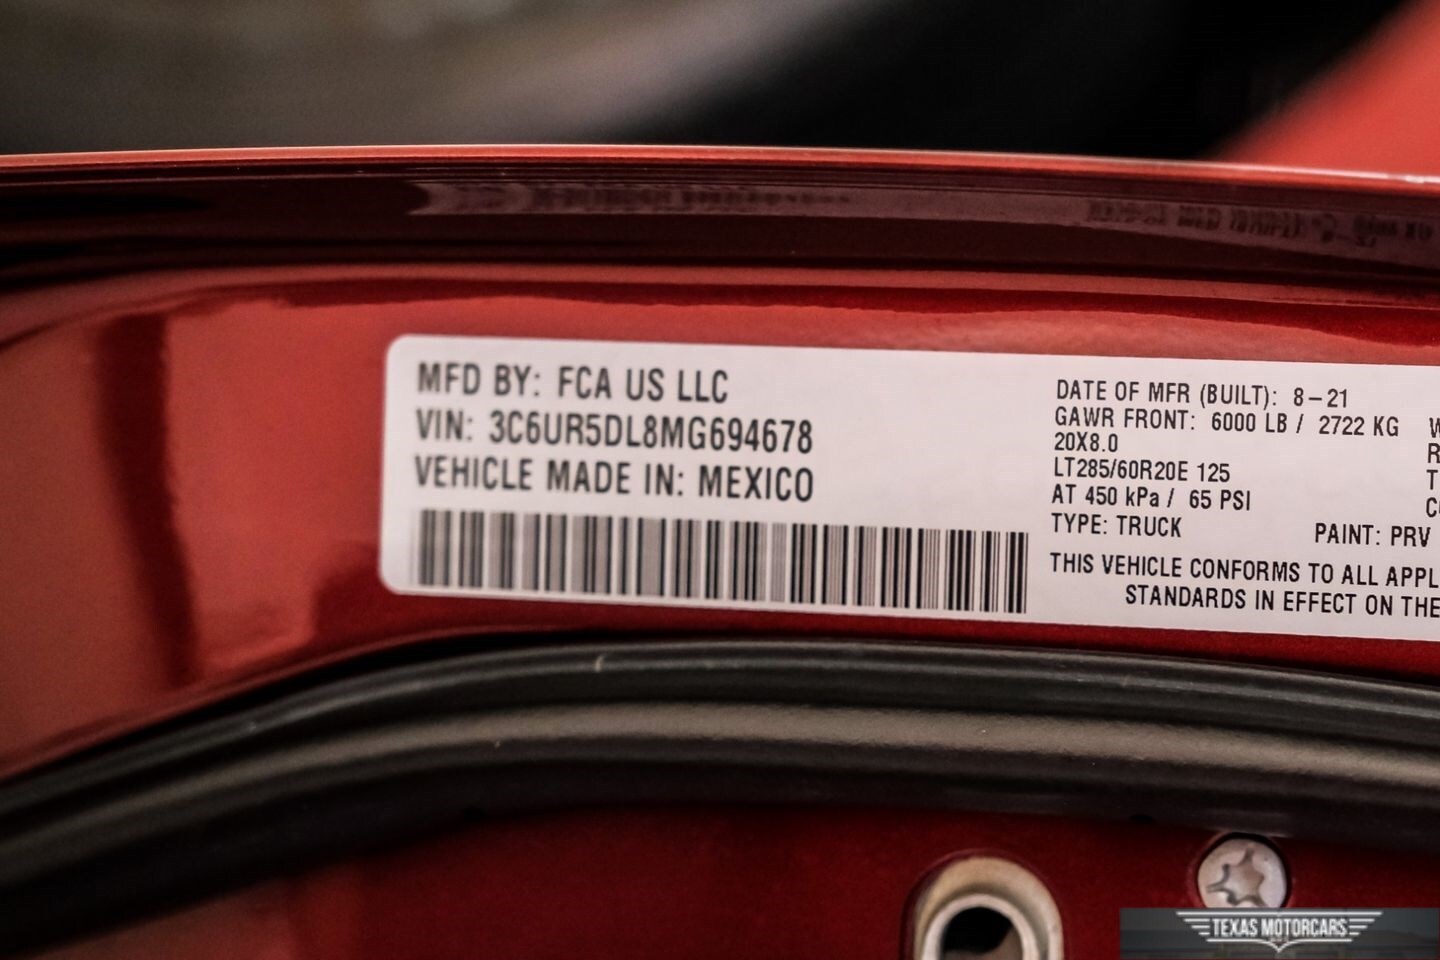 MFD BY: FCA US LLC
VIN: 3C6UR5DL8MG694678
VEHICLE MADE IN: MEXICO
DATE OF MFR (BUILT): 8-21
GAWR FRONT: 6000 LB / 2722 KG
20X8.0
LT285/60R20E 125
AT 450 kPa / 65 PSI
TYPE: TRUCK PAINT: PRV
THIS VEHICLE CONFORMS TO ALL APPL
STANDARDS IN EFFECT ON THE
TEXAS MOTORCARS